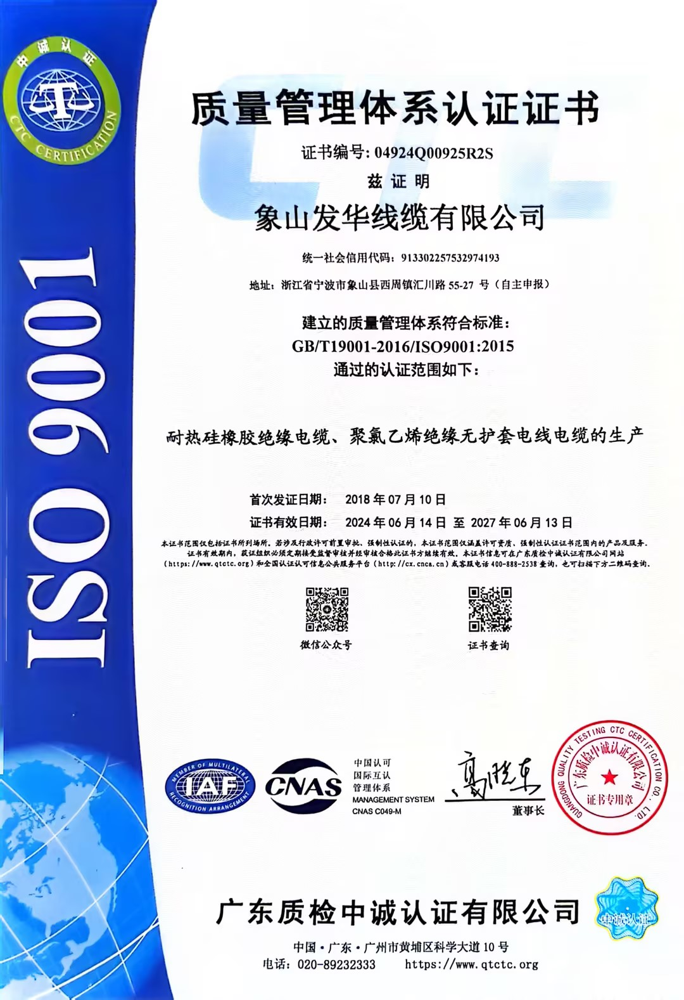 中诚认证
CTC CERTIFICATION
ISO 9001
质量管理体系认证证书
证书编号: 04924Q00925R2S
兹 证 明
象山发华线缆有限公司
统一社会信用代码：913302257532974193
地址：浙江省宁波市象山县西周镇汇川路 55-27 号（自主申报）
建立的质量管理体系符合标准：
GB/T19001-2016/ISO9001:2015
通过的认证范围如下：
耐热硅橡胶绝缘电缆、聚氯乙烯绝缘无护套电线电缆的生产
首次发证日期： 2018 年 07 月 10 日
证书有效日期： 2024 年 06 月 14 日 至 2027 年 06 月 13 日
本证书范围仅包括证书所列场所。若涉及行政许可前置审批、强制性认证的，本证书范围仅涵盖许可资质、强制性认证证书范围内的产品及服务。
证书有效期内，获证组织必须定期接受监督审核并经审核合格此证书方继续有效。本证书信息可在广东质检中诚认证有限公司网站
（https://www.qtctc.org）和全国认证认可信息公共服务平台（http://cx.cnca.cn）或客服电话 400-888-2538 查询，也可扫描下方二维码查询。
微信公众号
证书查询
MEMBER OF MULTILATERAL
IAF
RECOGNITION ARRANGEMENT
CNAS
中国认可
国际互认
管理体系
MANAGEMENT SYSTEM
CNAS C049-M
高晓东
董事长
GUANGDONG QUALITY TESTING CTC CERTIFICATION CO., LTD.
广东质检中诚认证有限公司
证书专用章
广东质检中诚认证有限公司
中诚认证
中国·广东·广州市黄埔区科学大道 10 号
电话：020-89232333 https://www.qtctc.org